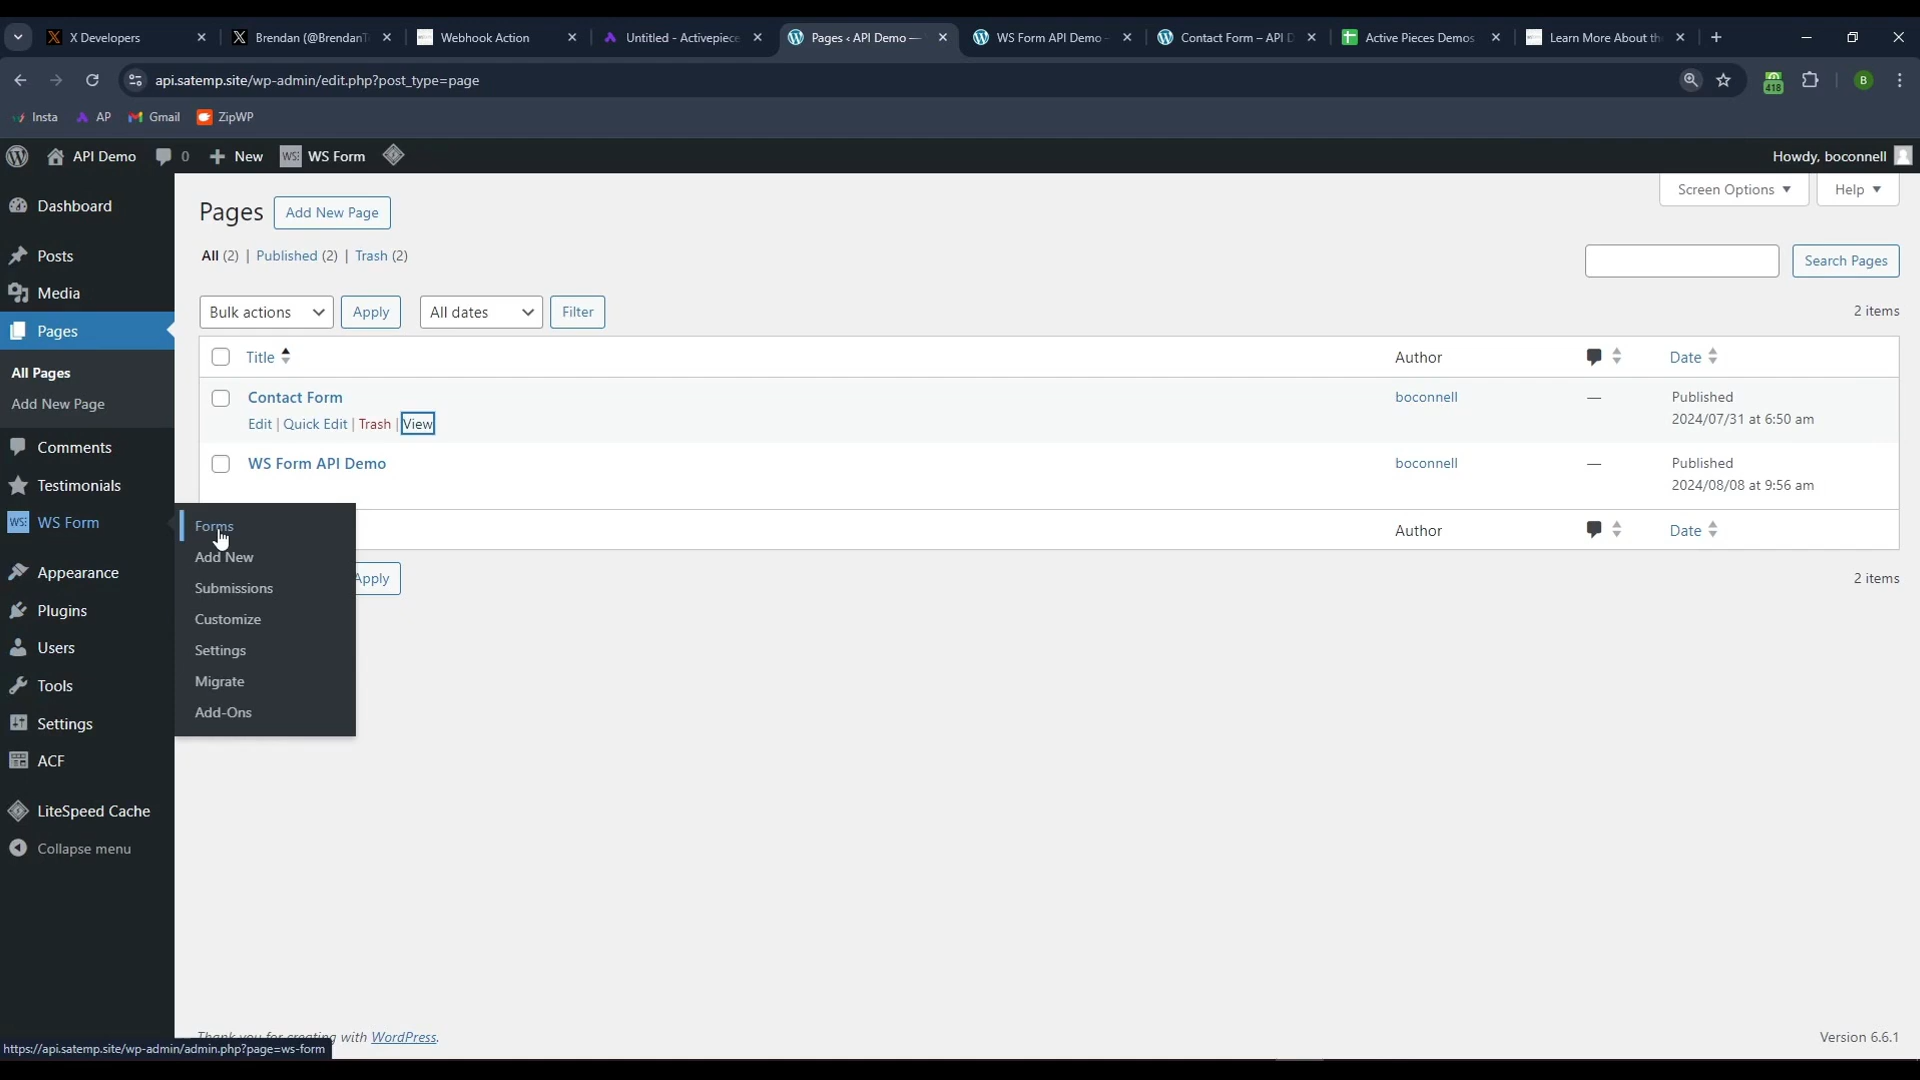 X Developers
Brendan (@BrendanT
Webhook Action
Untitled - Activepiece
Pages ‹ API Demo —
WS Form API Demo –
Contact Form – API D
Active Pieces Demos
Learn More About th
api.satemp.site/wp-admin/edit.php?post_type=page
418
B
Insta
AP
Gmail
ZipWP
API Demo
0
New
WS Form
Howdy, boconnell
Dashboard
Posts
Media
Pages
All Pages
Add New Page
Comments
Testimonials
WS Form
Appearance
Plugins
Users
Tools
Settings
ACF
LiteSpeed Cache
Collapse menu
Forms
Add New
Submissions
Customize
Settings
Migrate
Add-Ons
Screen Options
Help
Pages
Add New Page
All (2) | Published (2) | Trash (2)
Search Pages
Bulk actions
Apply
All dates
Filter
2 items
Title
Author
Date
Contact Form
boconnell
—
Published
2024/07/31 at 6:50 am
Edit | Quick Edit | Trash | View
WS Form API Demo
boconnell
—
Published
2024/08/08 at 9:56 am
Author
Date
Apply
2 items
Thank you for creating with WordPress.
Version 6.6.1
https://api.satemp.site/wp-admin/admin.php?page=ws-form